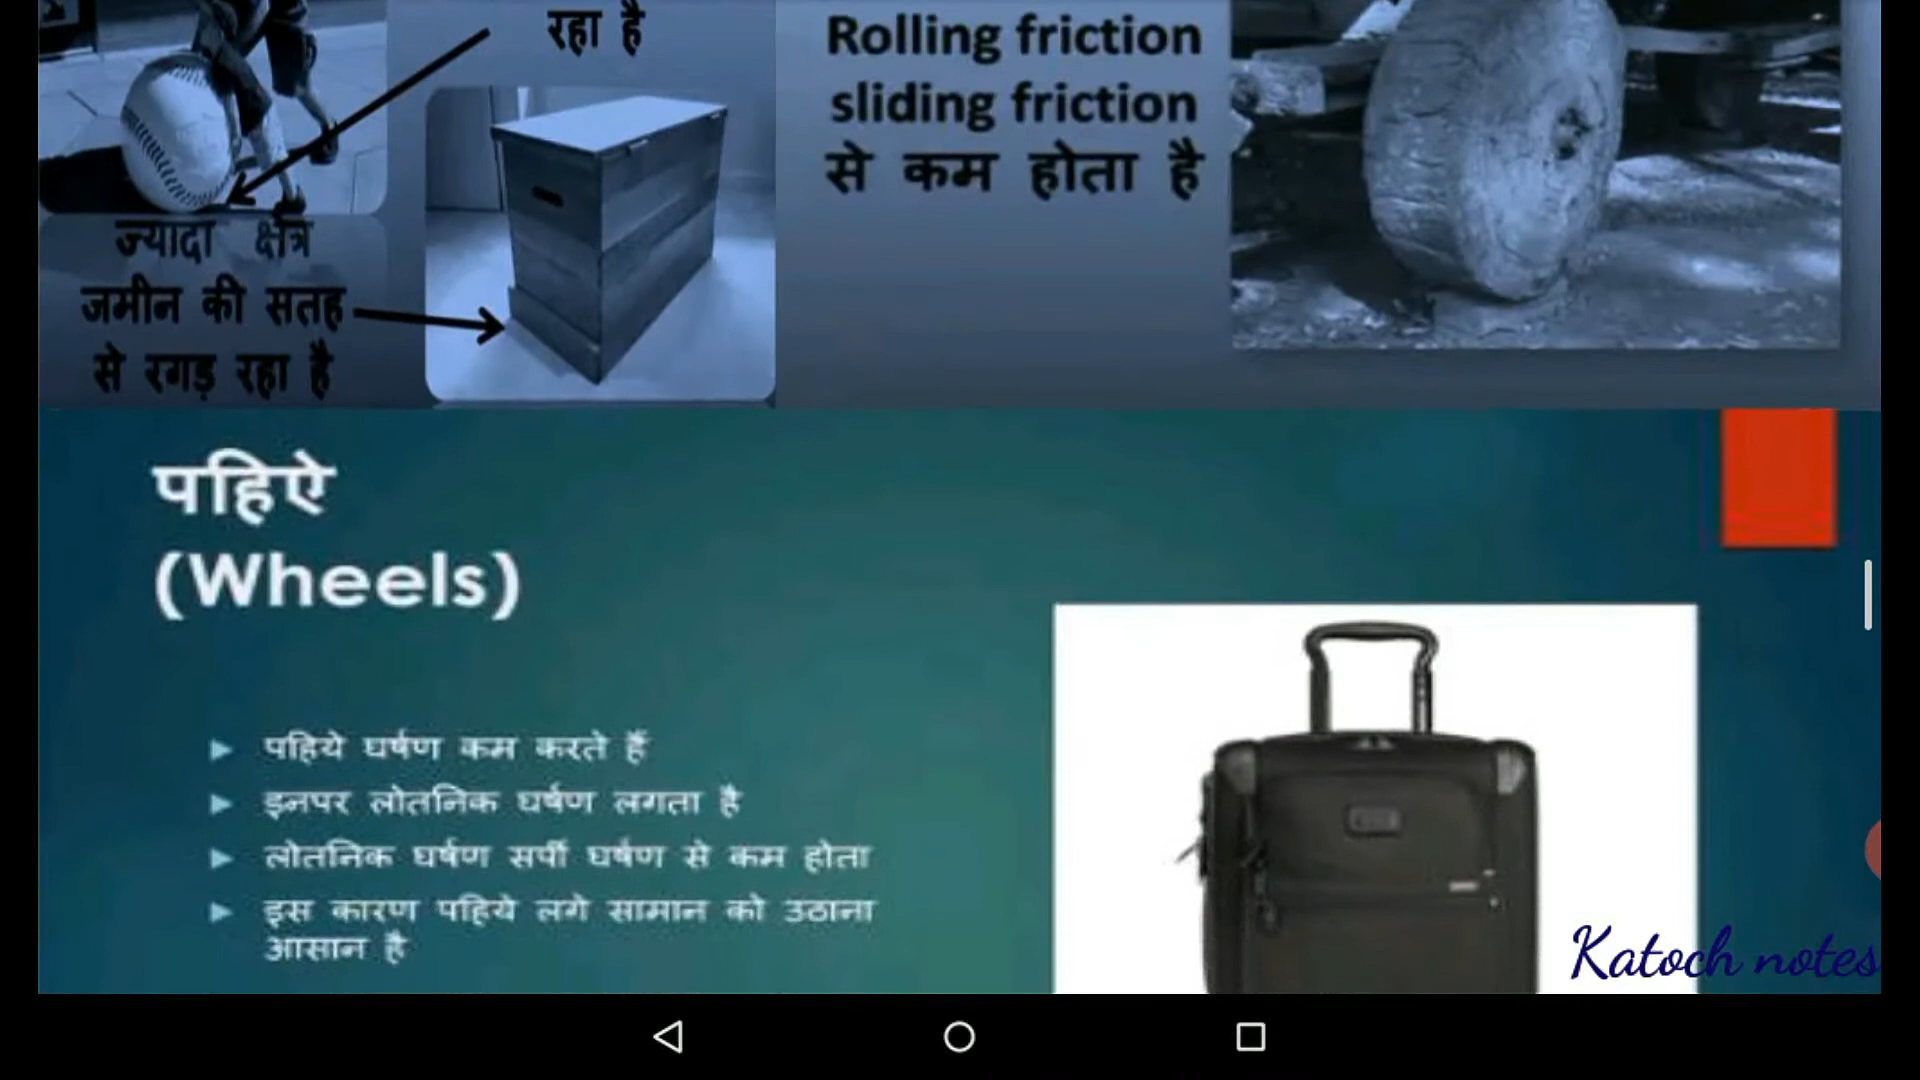 रहा है
ज्यादा क्षेत्र
जमीन की सतह
से रगड़ रहा है
Rolling friction
sliding friction
से कम होता है
पहिऐ
(Wheels)
पहिये घर्षण कम करते हैं
इनपर लोतनिक घर्षण लगता है
लोतनिक घर्षण सर्पी घर्षण से कम होता
इस कारण पहिये लगे सामान को उठाना
आसान है
Katoch notes